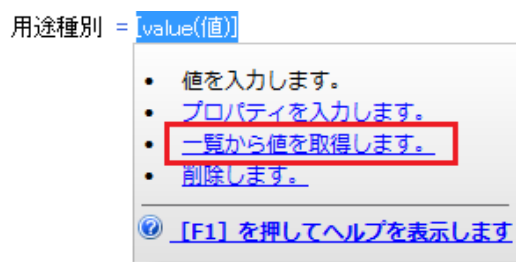 用途種別 = [value(値)]
• 値を入力します。
• プロパティを入力します。
• 一覧から値を取得します。
• 削除します。
[F1] を押してヘルプを表示します